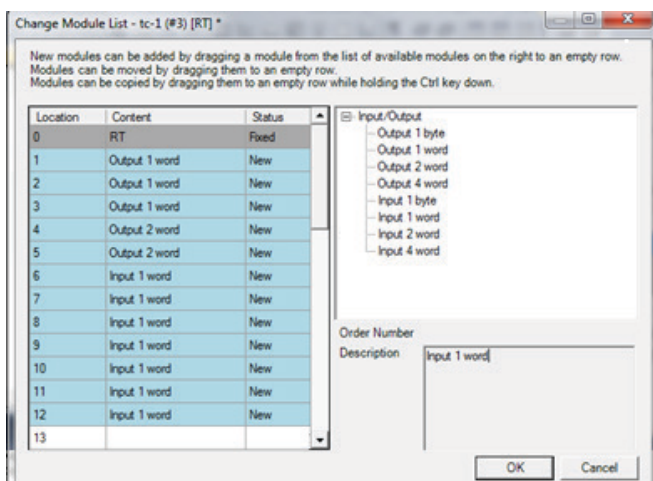 Change Module List - tc-1 (#3) [RT] *
New modules can be added by dragging a module from the list of available modules on the right to an empty row.
Modules can be moved by dragging them to an empty row.
Modules can be copied by dragging them to an empty row while holding the Ctrl key down.
Location Content Status
0 RT Fixed
1 Output 1 word New
2 Output 1 word New
3 Output 1 word New
4 Output 2 word New
5 Output 2 word New
6 Input 1 word New
7 Input 1 word New
8 Input 1 word New
9 Input 1 word New
10 Input 1 word New
11 Input 1 word New
12 Input 1 word New
13
Input/Output
Output 1 byte
Output 1 word
Output 2 word
Output 4 word
Input 1 byte
Input 1 word
Input 2 word
Input 4 word
Order Number
Description Input 1 word
OK Cancel